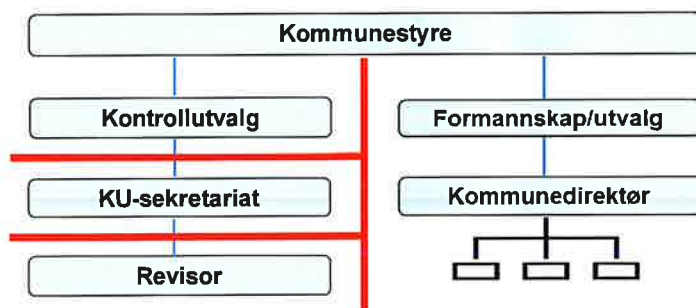 Kommunestyre
Kontrollutvalg
Formannskap/utvalg
KU-sekretariat
Kommunedirektør
Revisor